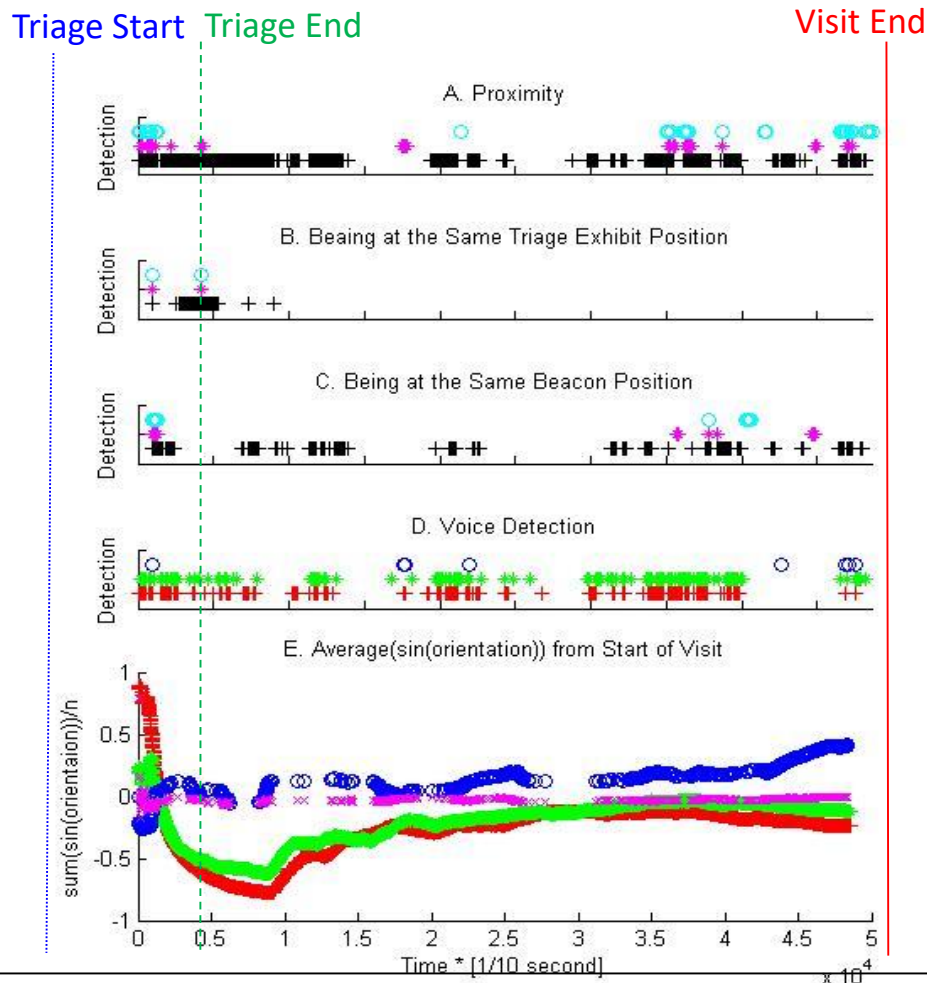 Triage Start Triage End Visit End
A. Proximity
Detection
B. Beaing at the Same Triage Exhibit Position
Detection
C. Being at the Same Beacon Position
Detection
D. Voice Detection
Detection
E. Average(sin(orientation)) from Start of Visit
sum(sin(orientaion))/n
1
0.5
0
-0.5
-1
0 0.5 1 1.5 2 2.5 3 3.5 4 4.5 5
Time * [1/10 second]
x 10^4